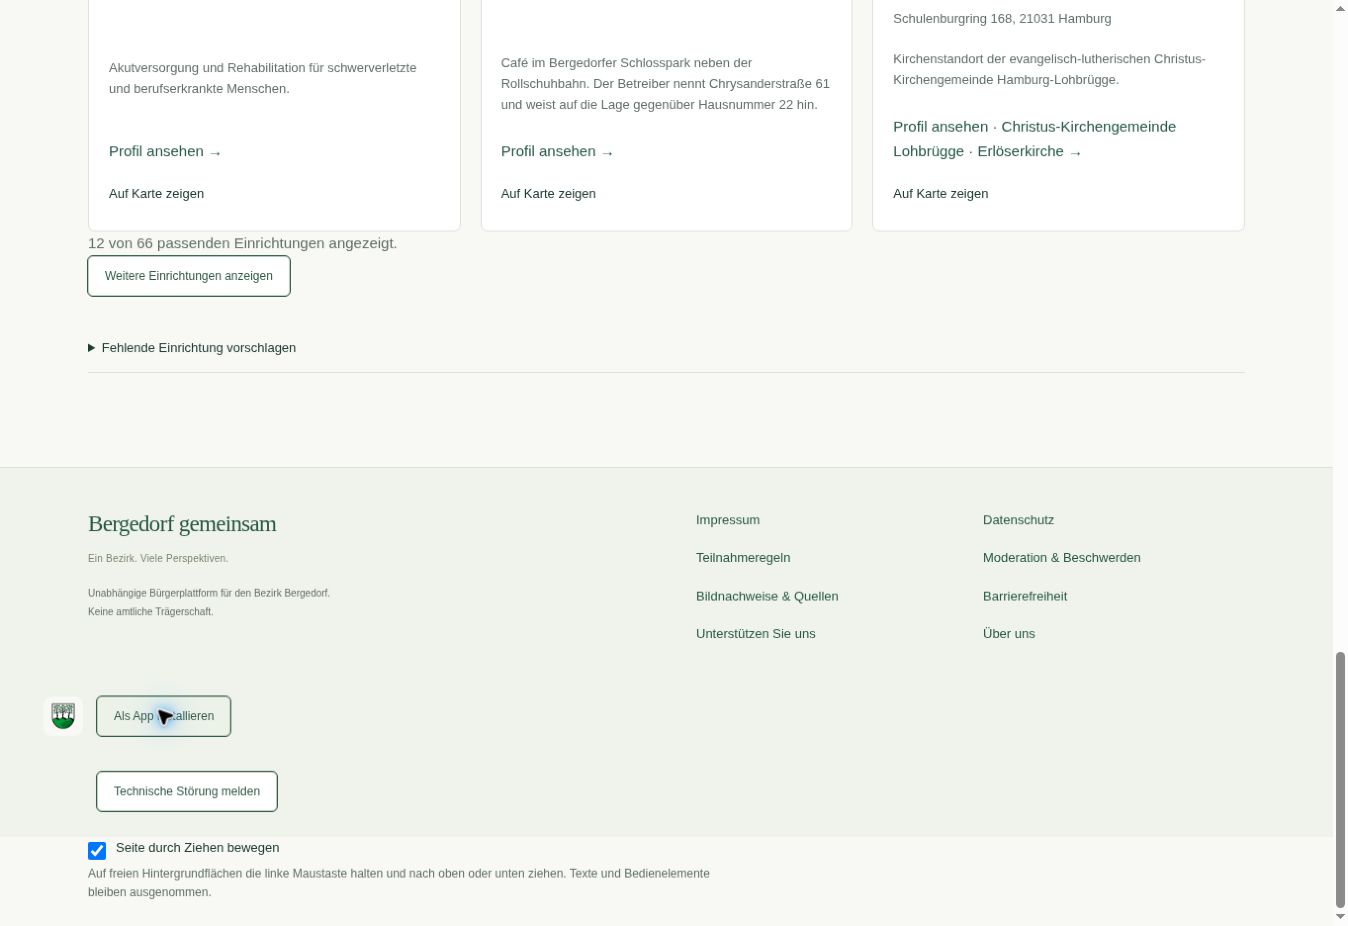 Schulenburgring 168, 21031 Hamburg
Akutversorgung und Rehabilitation für schwerverletzte
und berufserkrankte Menschen.
Profil ansehen →
Auf Karte zeigen
Café im Bergedorfer Schlosspark neben der
Rollschuhbahn. Der Betreiber nennt Chrysanderstraße 61
und weist auf die Lage gegenüber Hausnummer 22 hin.
Profil ansehen →
Auf Karte zeigen
Kirchenstandort der evangelisch-lutherischen Christus-
Kirchengemeinde Hamburg-Lohbrügge.
Profil ansehen · Christus-Kirchengemeinde
Lohbrügge · Erlöserkirche →
Auf Karte zeigen
12 von 66 passenden Einrichtungen angezeigt.
Weitere Einrichtungen anzeigen
Fehlende Einrichtung vorschlagen
Bergedorf gemeinsam
Ein Bezirk. Viele Perspektiven.
Unabhängige Bürgerplattform für den Bezirk Bergedorf.
Keine amtliche Trägerschaft.
Impressum
Datenschutz
Teilnahmeregeln
Moderation & Beschwerden
Bildnachweise & Quellen
Barrierefreiheit
Unterstützen Sie uns
Über uns
Als App
Technische Störung melden
Seite durch Ziehen bewegen
Auf freien Hintergrundflächen die linke Maustaste halten und nach oben oder unten ziehen. Texte und Bedienelemente
bleiben ausgenommen.